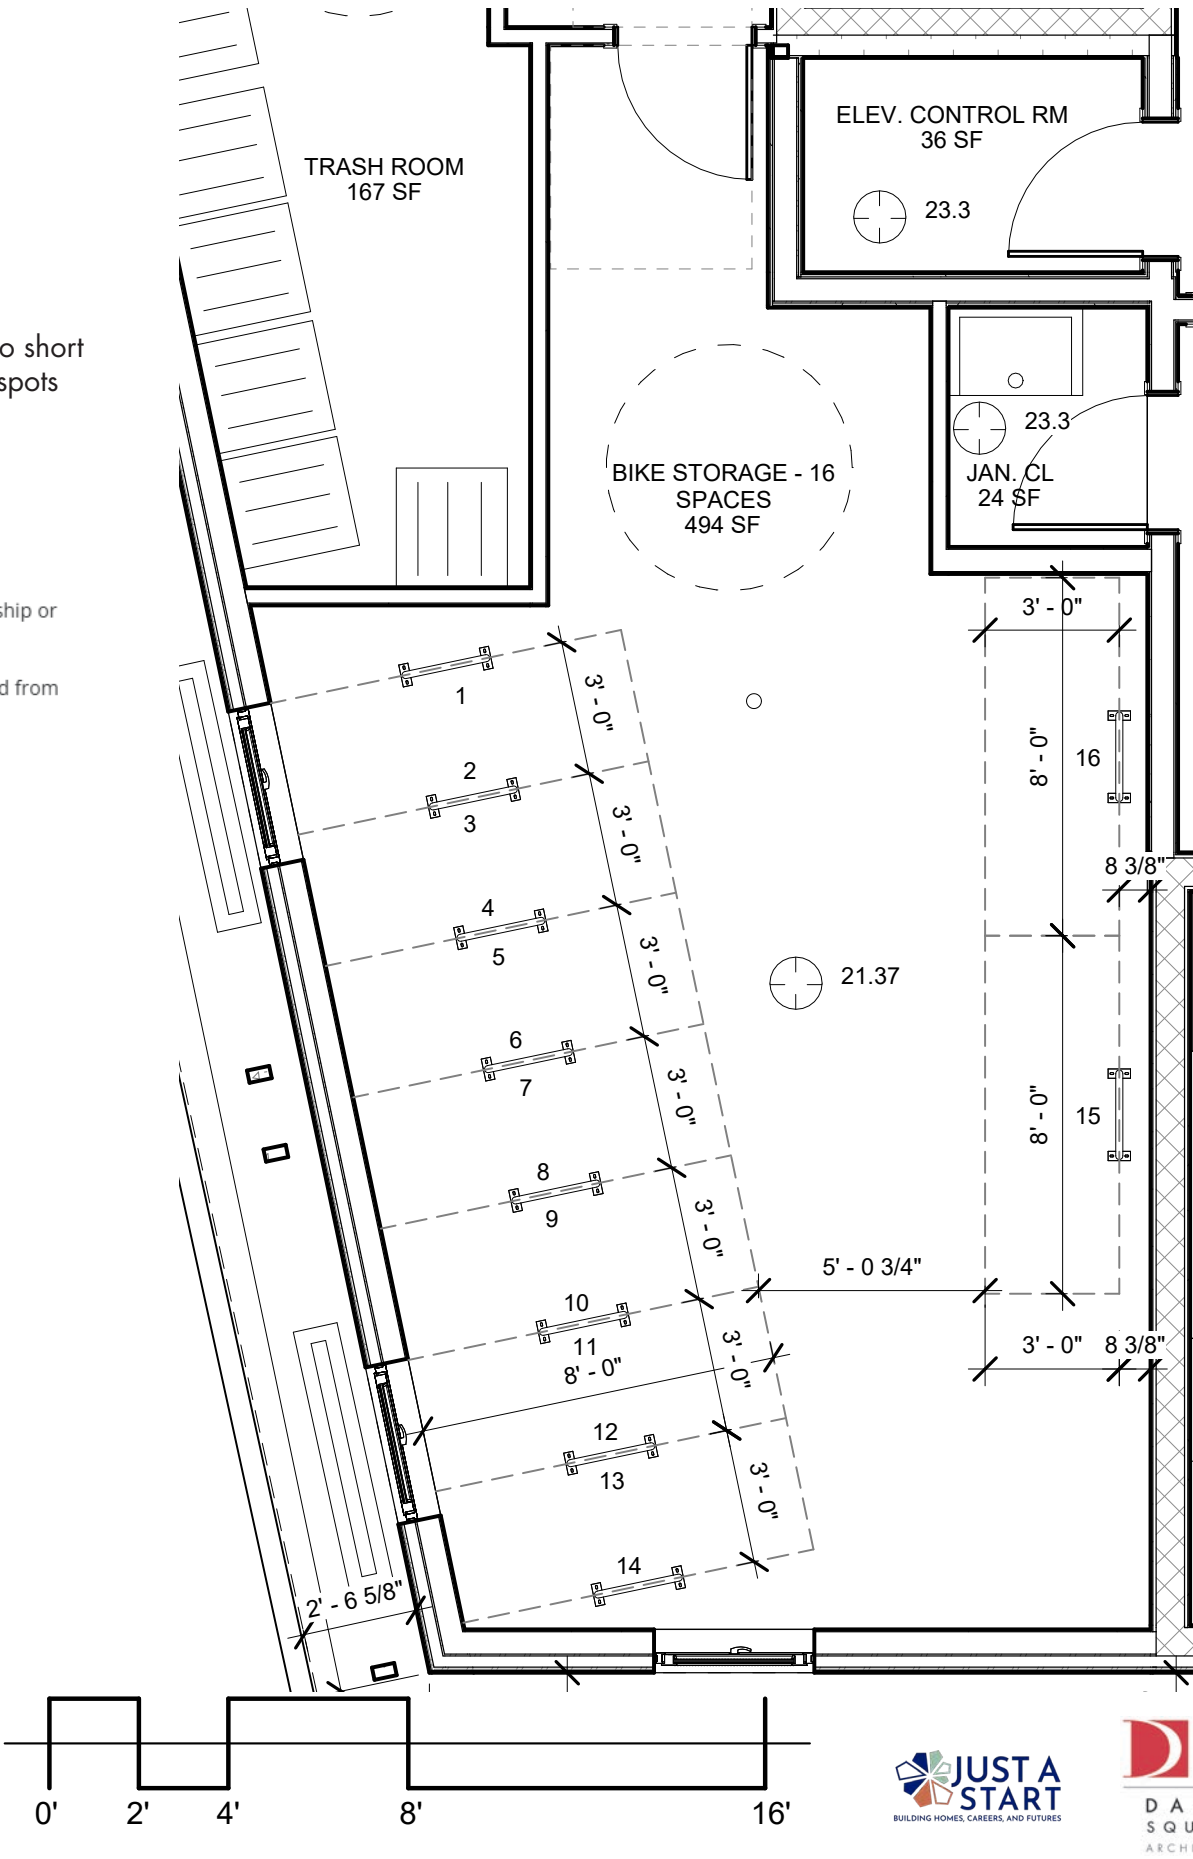 ELEV. CONTROL RM
36 SF
TRASH ROOM
167 SF
23.3
o short
spots
23.3
BIKE STORAGE - 16
SPACES
494 SF
JAN. CL
24 SF
ship or
d from
3' - 0"
1
3' - 0"
8' - 0"
16
2
3
3' - 0"
8 3/8"
4
5
3' - 0"
21.37
6
7
3' - 0"
8' - 0"
15
8
9
3' - 0"
5' - 0 3/4"
10
11
8' - 0"
3' - 0"
3' - 0"
8 3/8"
12
13
3' - 0"
14
2' - 6 5/8"
0'
2'
4'
8'
16'
JUST A
START
BUILDING HOMES, CAREERS, AND FUTURES
D A
S Q U
ARCHI